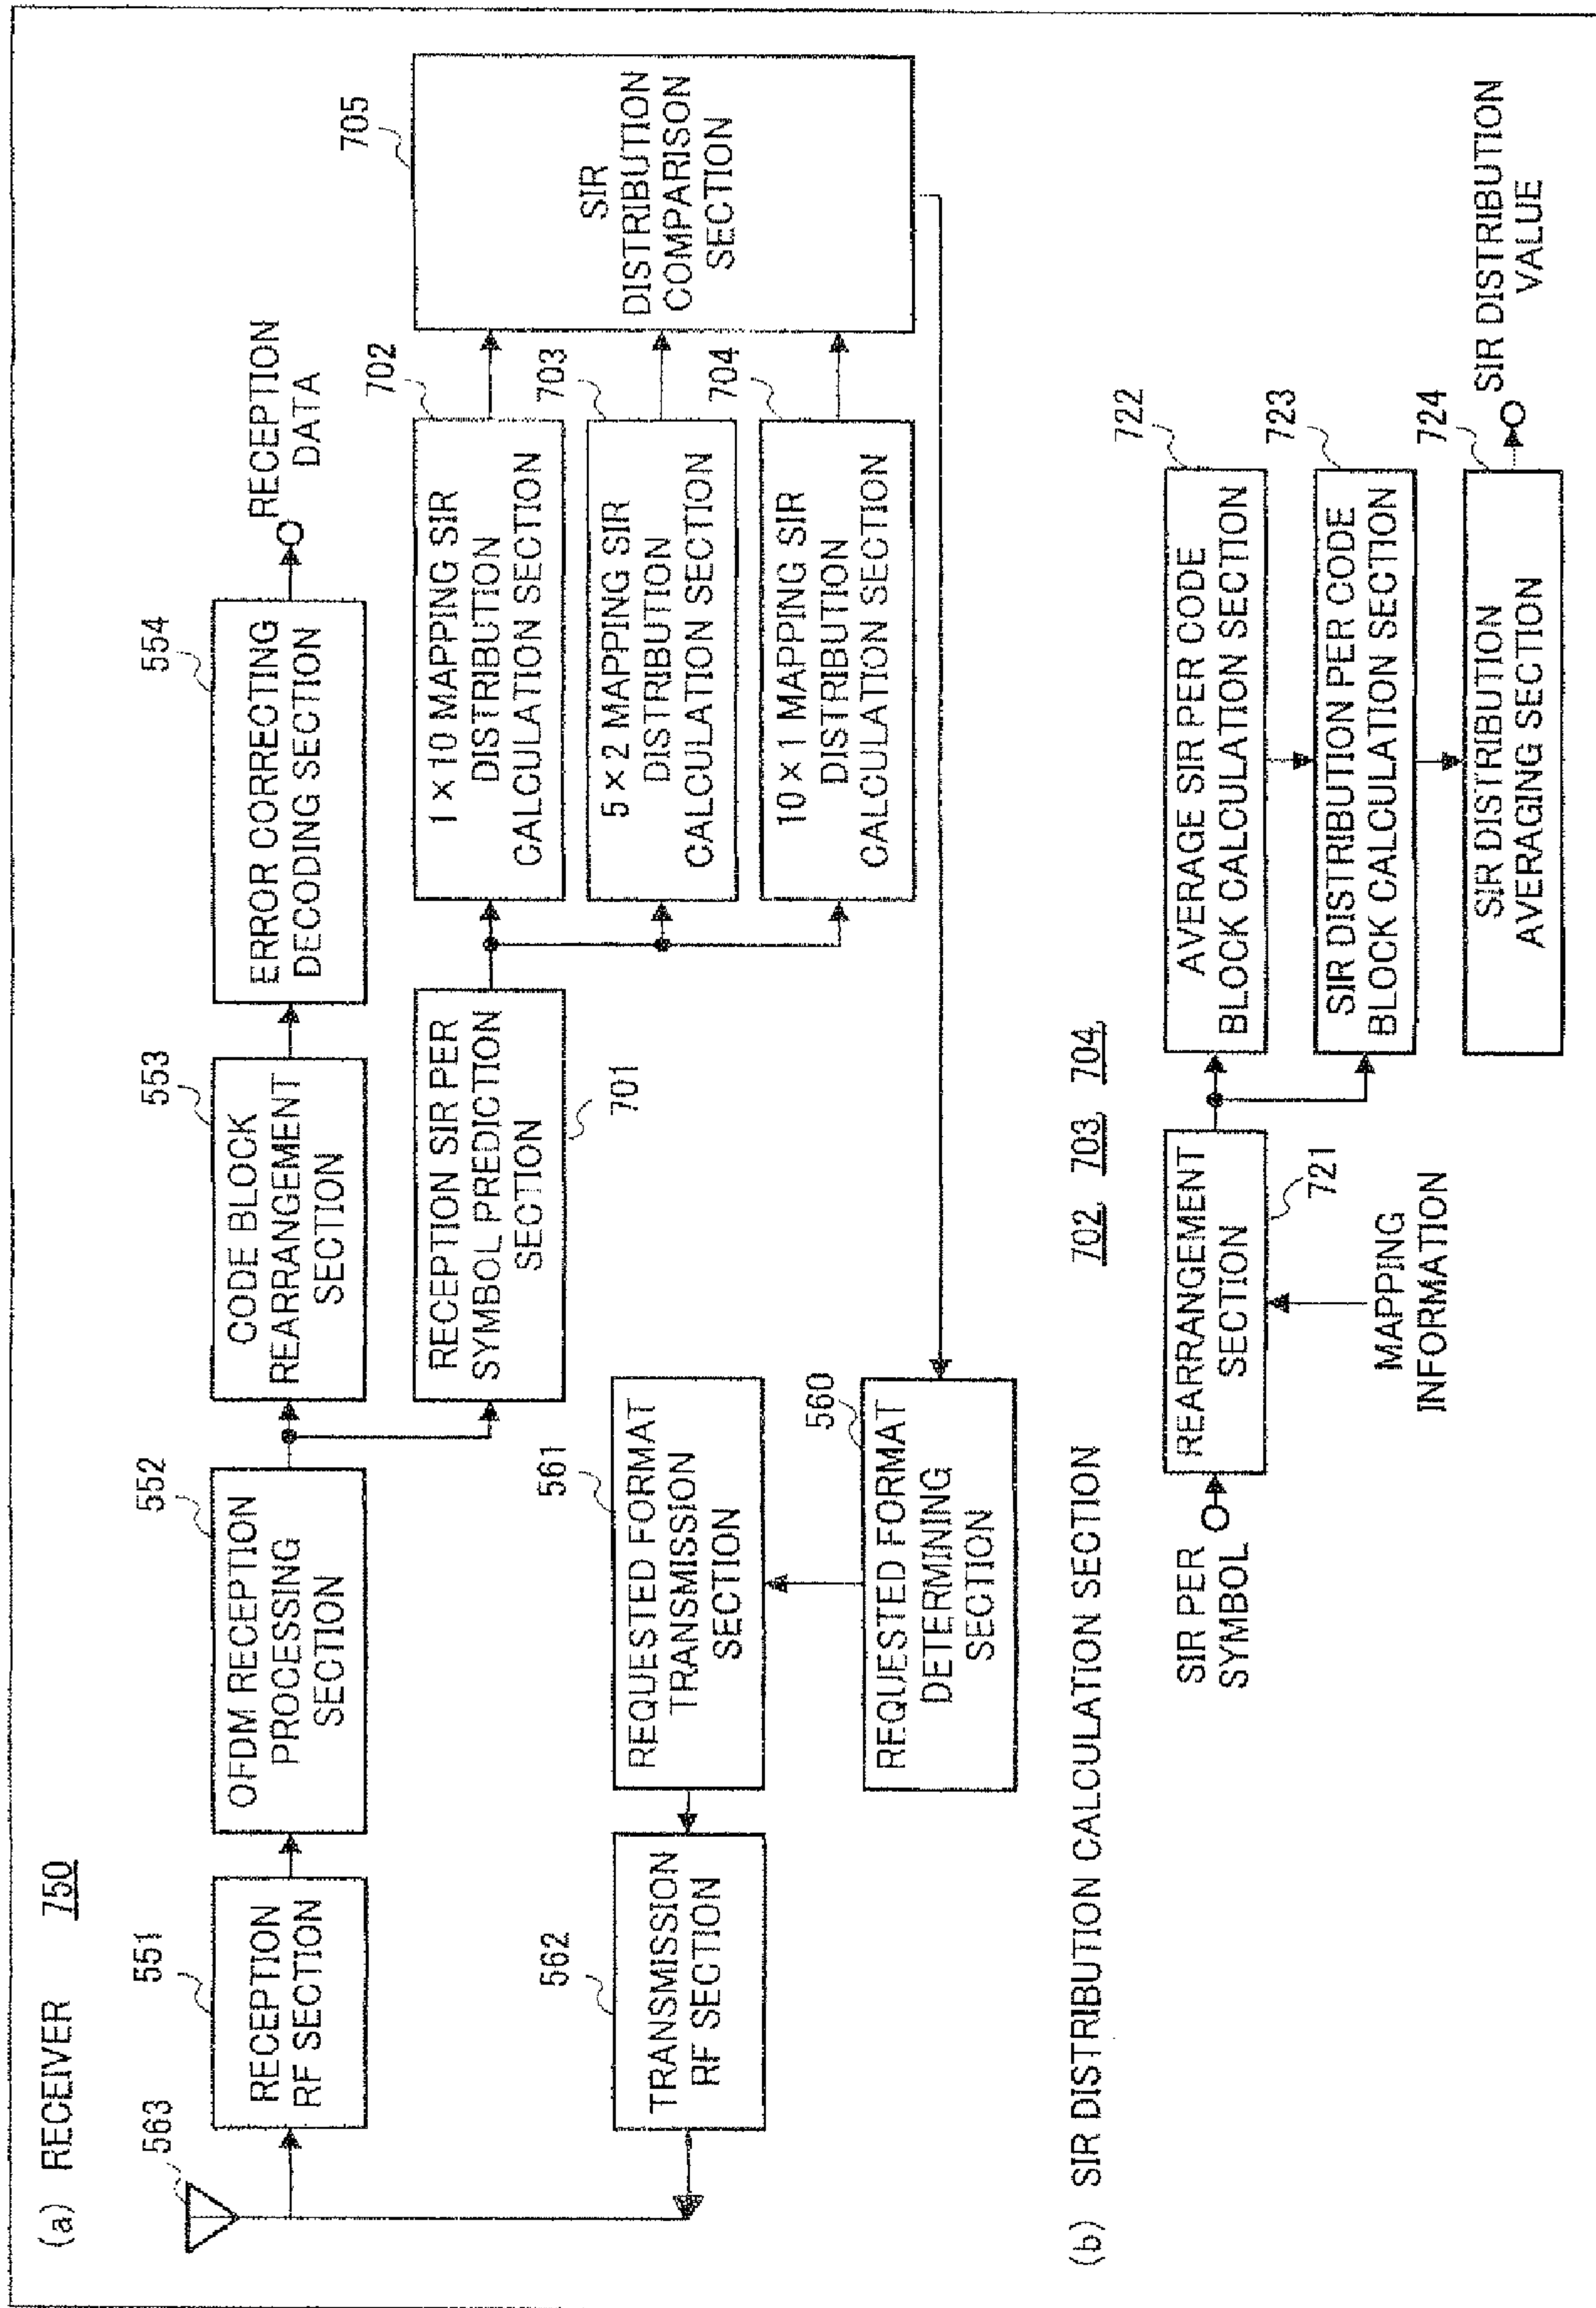 (a) RECEIVER 750
563
551
RECEPTION
RF SECTION
552
OFDM RECEPTION
PROCESSING
SECTION
553
CODE BLOCK
REARRANGEMENT
SECTION
554
ERROR CORRECTING
DECODING SECTION
RECEPTION
DATA
RECEPTION SIR PER
SYMBOL PREDICTION
SECTION
701
702
1 × 10 MAPPING SIR
DISTRIBUTION
CALCULATION SECTION
703
5 × 2 MAPPING SIR
DISTRIBUTION
CALCULATION SECTION
704
10 × 1 MAPPING SIR
DISTRIBUTION
CALCULATION SECTION
705
SIR
DISTRIBUTION
COMPARISON
SECTION
562
TRANSMISSION
RF SECTION
561
REQUESTED FORMAT
TRANSMISSION
SECTION
560
REQUESTED FORMAT
DETERMINING
SECTION
(b) SIR DISTRIBUTION CALCULATION SECTION 702, 703, 704,
SIR PER
SYMBOL
REARRANGEMENT
SECTION
721
MAPPING
INFORMATION
722
AVERAGE SIR PER CODE
BLOCK CALCULATION SECTION
723
SIR DISTRIBUTION PER CODE
BLOCK CALCULATION SECTION
724
SIR DISTRIBUTION
AVERAGING SECTION
SIR DISTRIBUTION
VALUE